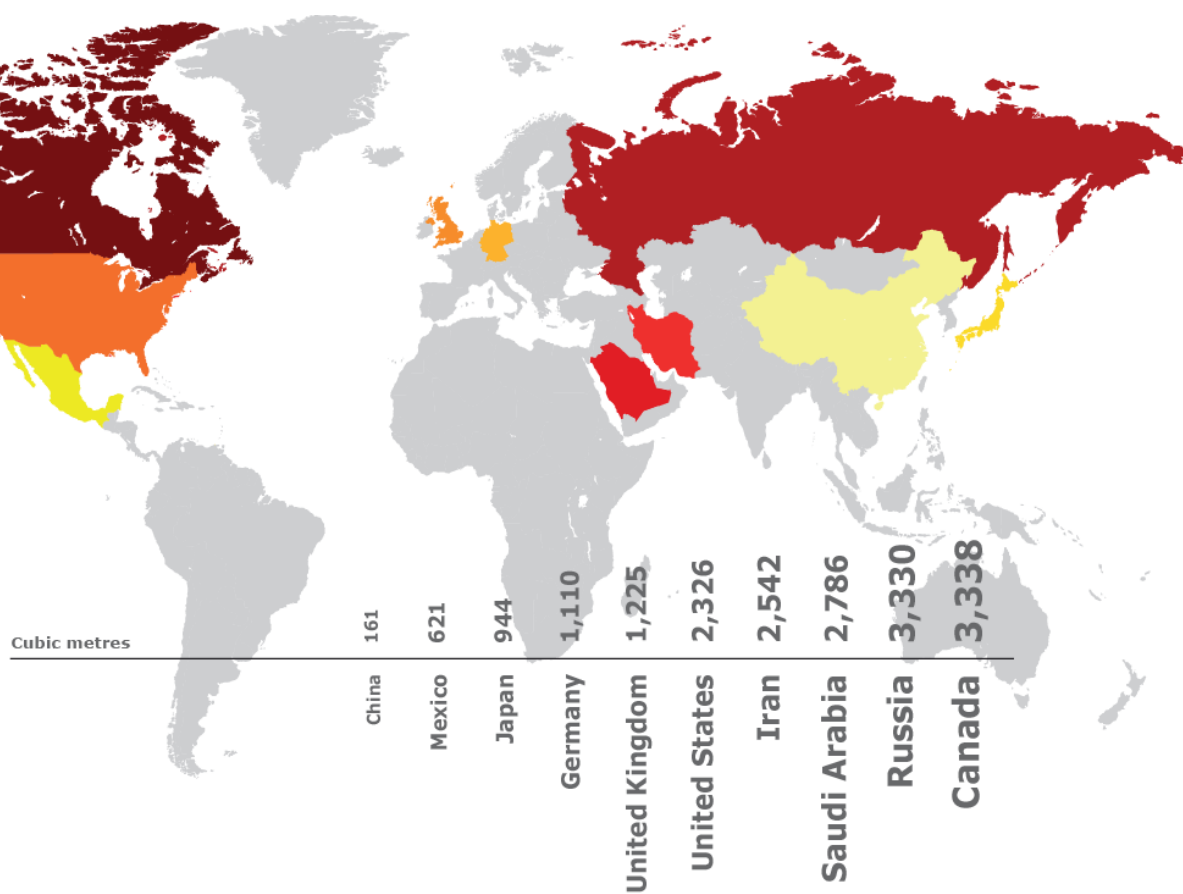 Cubic metres
161
621
944
1,110
1,225
2,326
2,542
2,786
3,330
3,338
China
Mexico
Japan
Germany
United Kingdom
United States
Iran
Saudi Arabia
Russia
Canada